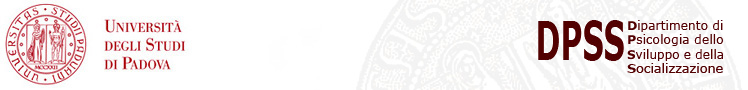 UNIVERSITÀ
DEGLI STUDI
DI PADOVA
DPSS
Dipartimento di
Psicologia dello
Sviluppo e della
Socializzazione